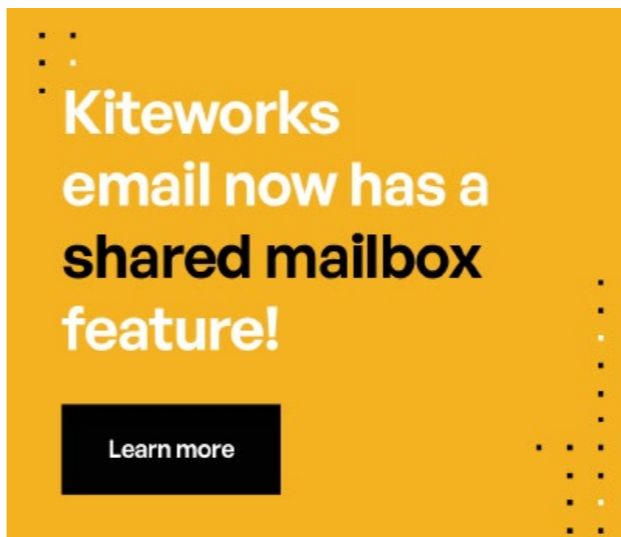 Kiteworks
email now has a
shared mailbox
feature!
Learn more